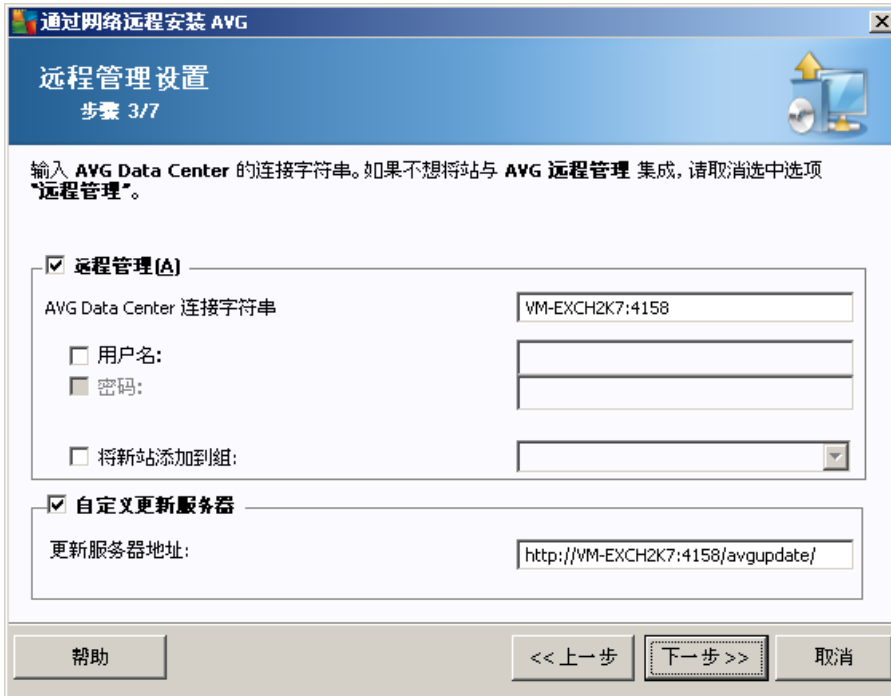 通过网络远程安装 AVG
远程管理设置
步骤 3/7
输入 AVG Data Center 的连接字符串。如果不想将站与 AVG 远程管理 集成, 请取消选中选项
"远程管理"。
远程管理(A)
AVG Data Center 连接字符串
VM-EXCH2K7:4158
用户名:
密码:
将新站添加到组:
自定义更新服务器
更新服务器地址:
http://VM-EXCH2K7:4158/avgupdate/
帮助
<< 上一步
下一步 >>
取消